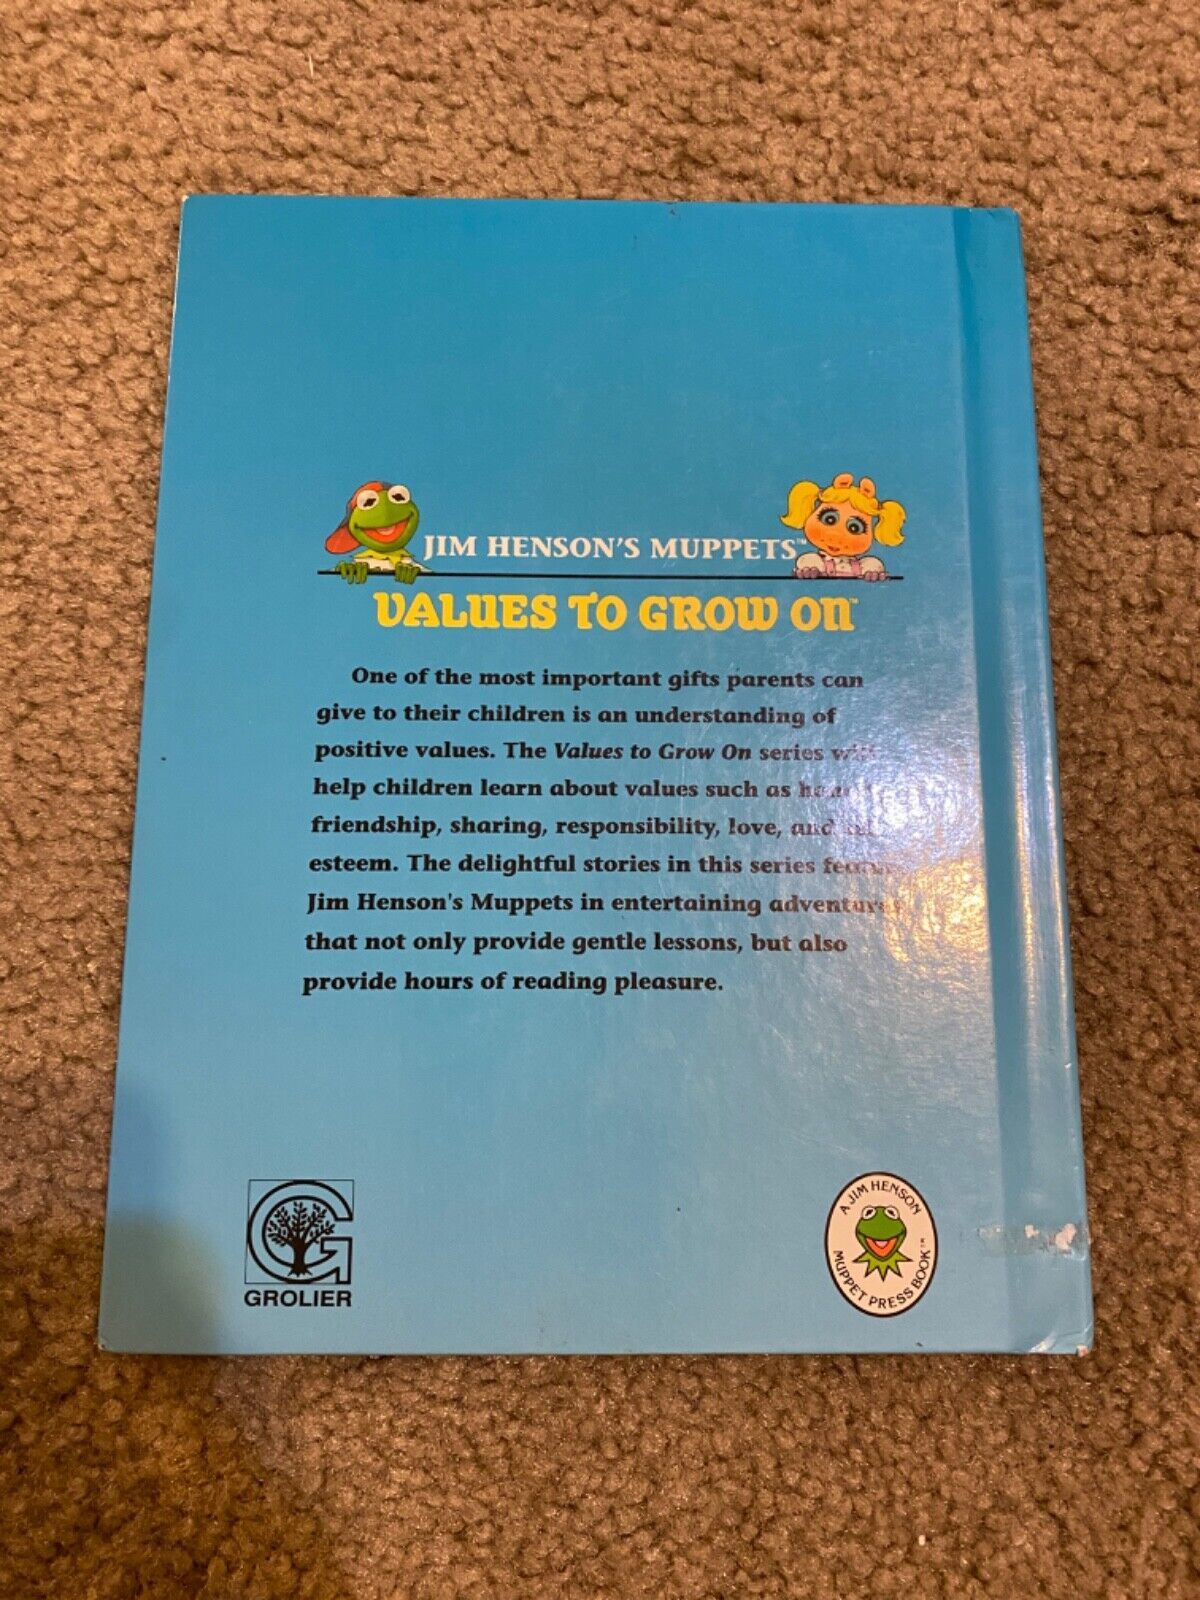 JIM HENSON'S MUPPETS™
VALUES TO GROW ON™
One of the most important gifts parents can
give to their children is an understanding of
positive values. The Values to Grow On series
help children learn about values such as
friendship, sharing, responsibility, love, and
esteem. The delightful stories in this series
Jim Henson's Muppets in entertaining adventures
that not only provide gentle lessons, but also
provide hours of reading pleasure.
G
GROLIER
A JIM HENSON
MUPPET PRESS BOOK™